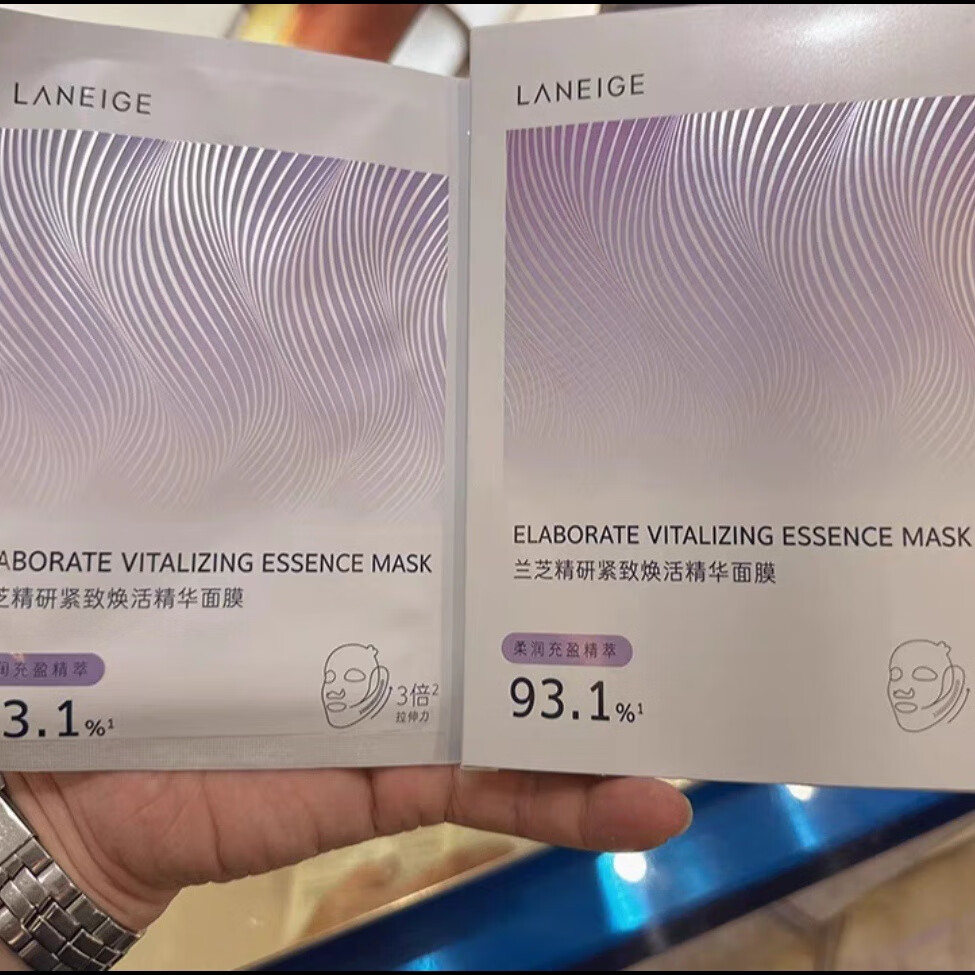 LANEIGE
ABORATE VITALIZING ESSENCE MASK
芝精研紧致焕活精华面膜
润充盈精萃
3.1%¹
3倍²
拉伸力
LANEIGE
ELABORATE VITALIZING ESSENCE MASK
兰芝精研紧致焕活精华面膜
柔润充盈精萃
93.1%¹